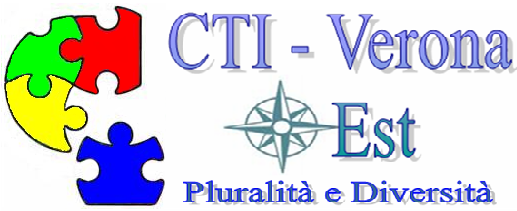 CTI - Verona
Est
Pluralità e Diversità